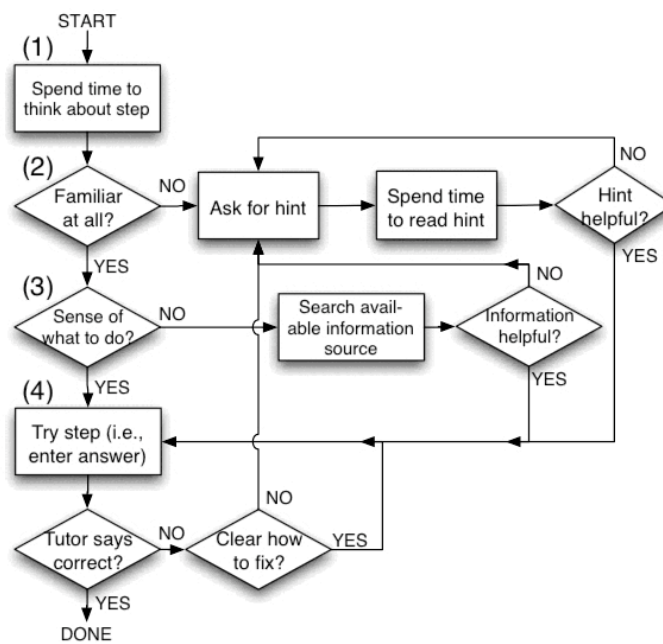 START
(1)
Spend time to
think about step
(2)
Familiar
at all?
NO
Ask for hint
Spend time
to read hint
NO
Hint
helpful?
YES
YES
(3)
Sense of
what to do?
NO
Search avail-
able information
source
NO
Information
helpful?
YES
YES
(4)
Try step (i.e.,
enter answer)
Tutor says
correct?
NO
NO
Clear how
to fix?
YES
YES
DONE